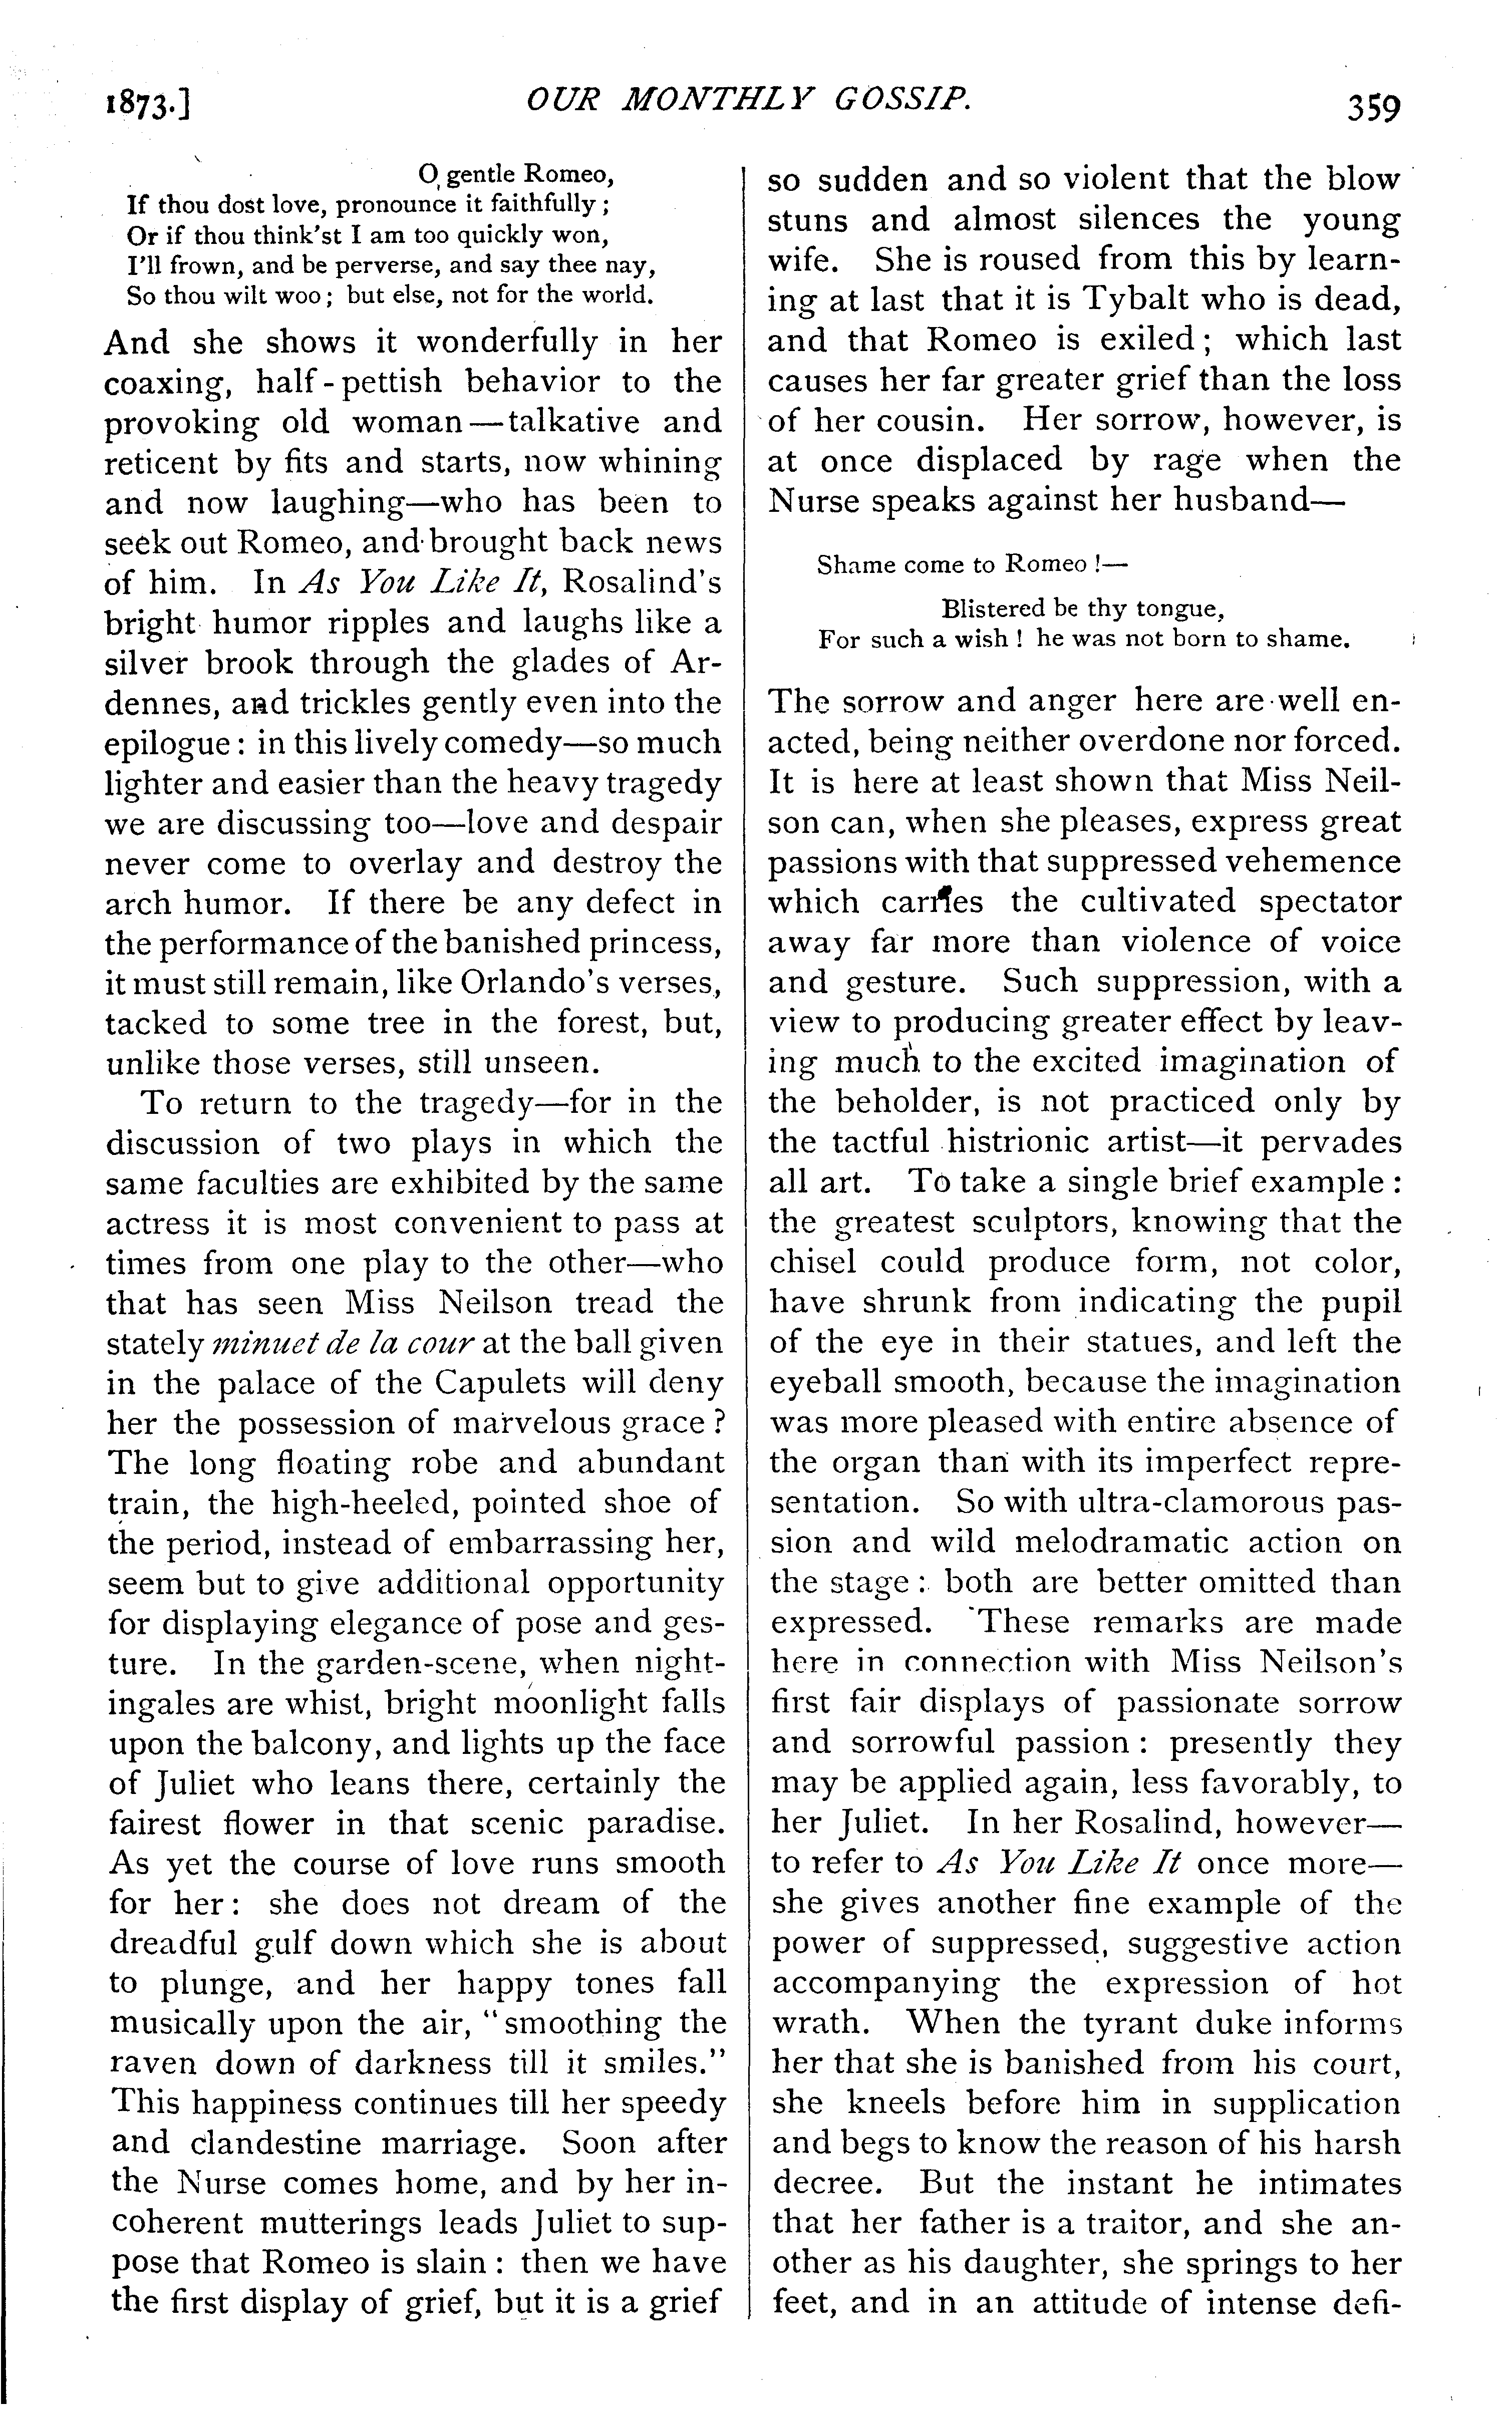 1873.] OUR MONTHLY GOSSIP. 359
O, gentle Romeo,
If thou dost love, pronounce it faithfully;
Or if thou think'st I am too quickly won,
I'll frown, and be perverse, and say thee nay,
So thou wilt woo; but else, not for the world.
And she shows it wonderfully in her
coaxing, half-pettish behavior to the
provoking old woman—talkative and
reticent by fits and starts, now whining
and now laughing—who has been to
seek out Romeo, and brought back news
of him. In As You Like It, Rosalind's
bright humor ripples and laughs like a
silver brook through the glades of Ar-
dennes, and trickles gently even into the
epilogue: in this lively comedy—so much
lighter and easier than the heavy tragedy
we are discussing too—love and despair
never come to overlay and destroy the
arch humor. If there be any defect in
the performance of the banished princess,
it must still remain, like Orlando's verses,
tacked to some tree in the forest, but,
unlike those verses, still unseen.
To return to the tragedy—for in the
discussion of two plays in which the
same faculties are exhibited by the same
actress it is most convenient to pass at
times from one play to the other—who
that has seen Miss Neilson tread the
stately minuet de la cour at the ball given
in the palace of the Capulets will deny
her the possession of marvelous grace?
The long floating robe and abundant
train, the high-heeled, pointed shoe of
the period, instead of embarrassing her,
seem but to give additional opportunity
for displaying elegance of pose and ges-
ture. In the garden-scene, when night-
ingales are whist, bright moonlight falls
upon the balcony, and lights up the face
of Juliet who leans there, certainly the
fairest flower in that scenic paradise.
As yet the course of love runs smooth
for her: she does not dream of the
dreadful gulf down which she is about
to plunge, and her happy tones fall
musically upon the air, "smoothing the
raven down of darkness till it smiles."
This happiness continues till her speedy
and clandestine marriage. Soon after
the Nurse comes home, and by her in-
coherent mutterings leads Juliet to sup-
pose that Romeo is slain: then we have
the first display of grief, but it is a grief
so sudden and so violent that the blow
stuns and almost silences the young
wife. She is roused from this by learn-
ing at last that it is Tybalt who is dead,
and that Romeo is exiled; which last
causes her far greater grief than the loss
of her cousin. Her sorrow, however, is
at once displaced by rage when the
Nurse speaks against her husband—
Shame come to Romeo!—
Blistered be thy tongue,
For such a wish! he was not born to shame.
The sorrow and anger here are well en-
acted, being neither overdone nor forced.
It is here at least shown that Miss Neil-
son can, when she pleases, express great
passions with that suppressed vehemence
which carries the cultivated spectator
away far more than violence of voice
and gesture. Such suppression, with a
view to producing greater effect by leav-
ing much to the excited imagination of
the beholder, is not practiced only by
the tactful histrionic artist—it pervades
all art. To take a single brief example:
the greatest sculptors, knowing that the
chisel could produce form, not color,
have shrunk from indicating the pupil
of the eye in their statues, and left the
eyeball smooth, because the imagination
was more pleased with entire absence of
the organ than with its imperfect repre-
sentation. So with ultra-clamorous pas-
sion and wild melodramatic action on
the stage: both are better omitted than
expressed. These remarks are made
here in connection with Miss Neilson's
first fair displays of passionate sorrow
and sorrowful passion: presently they
may be applied again, less favorably, to
her Juliet. In her Rosalind, however—
to refer to As You Like It once more—
she gives another fine example of the
power of suppressed, suggestive action
accompanying the expression of hot
wrath. When the tyrant duke informs
her that she is banished from his court,
she kneels before him in supplication
and begs to know the reason of his harsh
decree. But the instant he intimates
that her father is a traitor, and she an-
other as his daughter, she springs to her
feet, and in an attitude of intense defi-